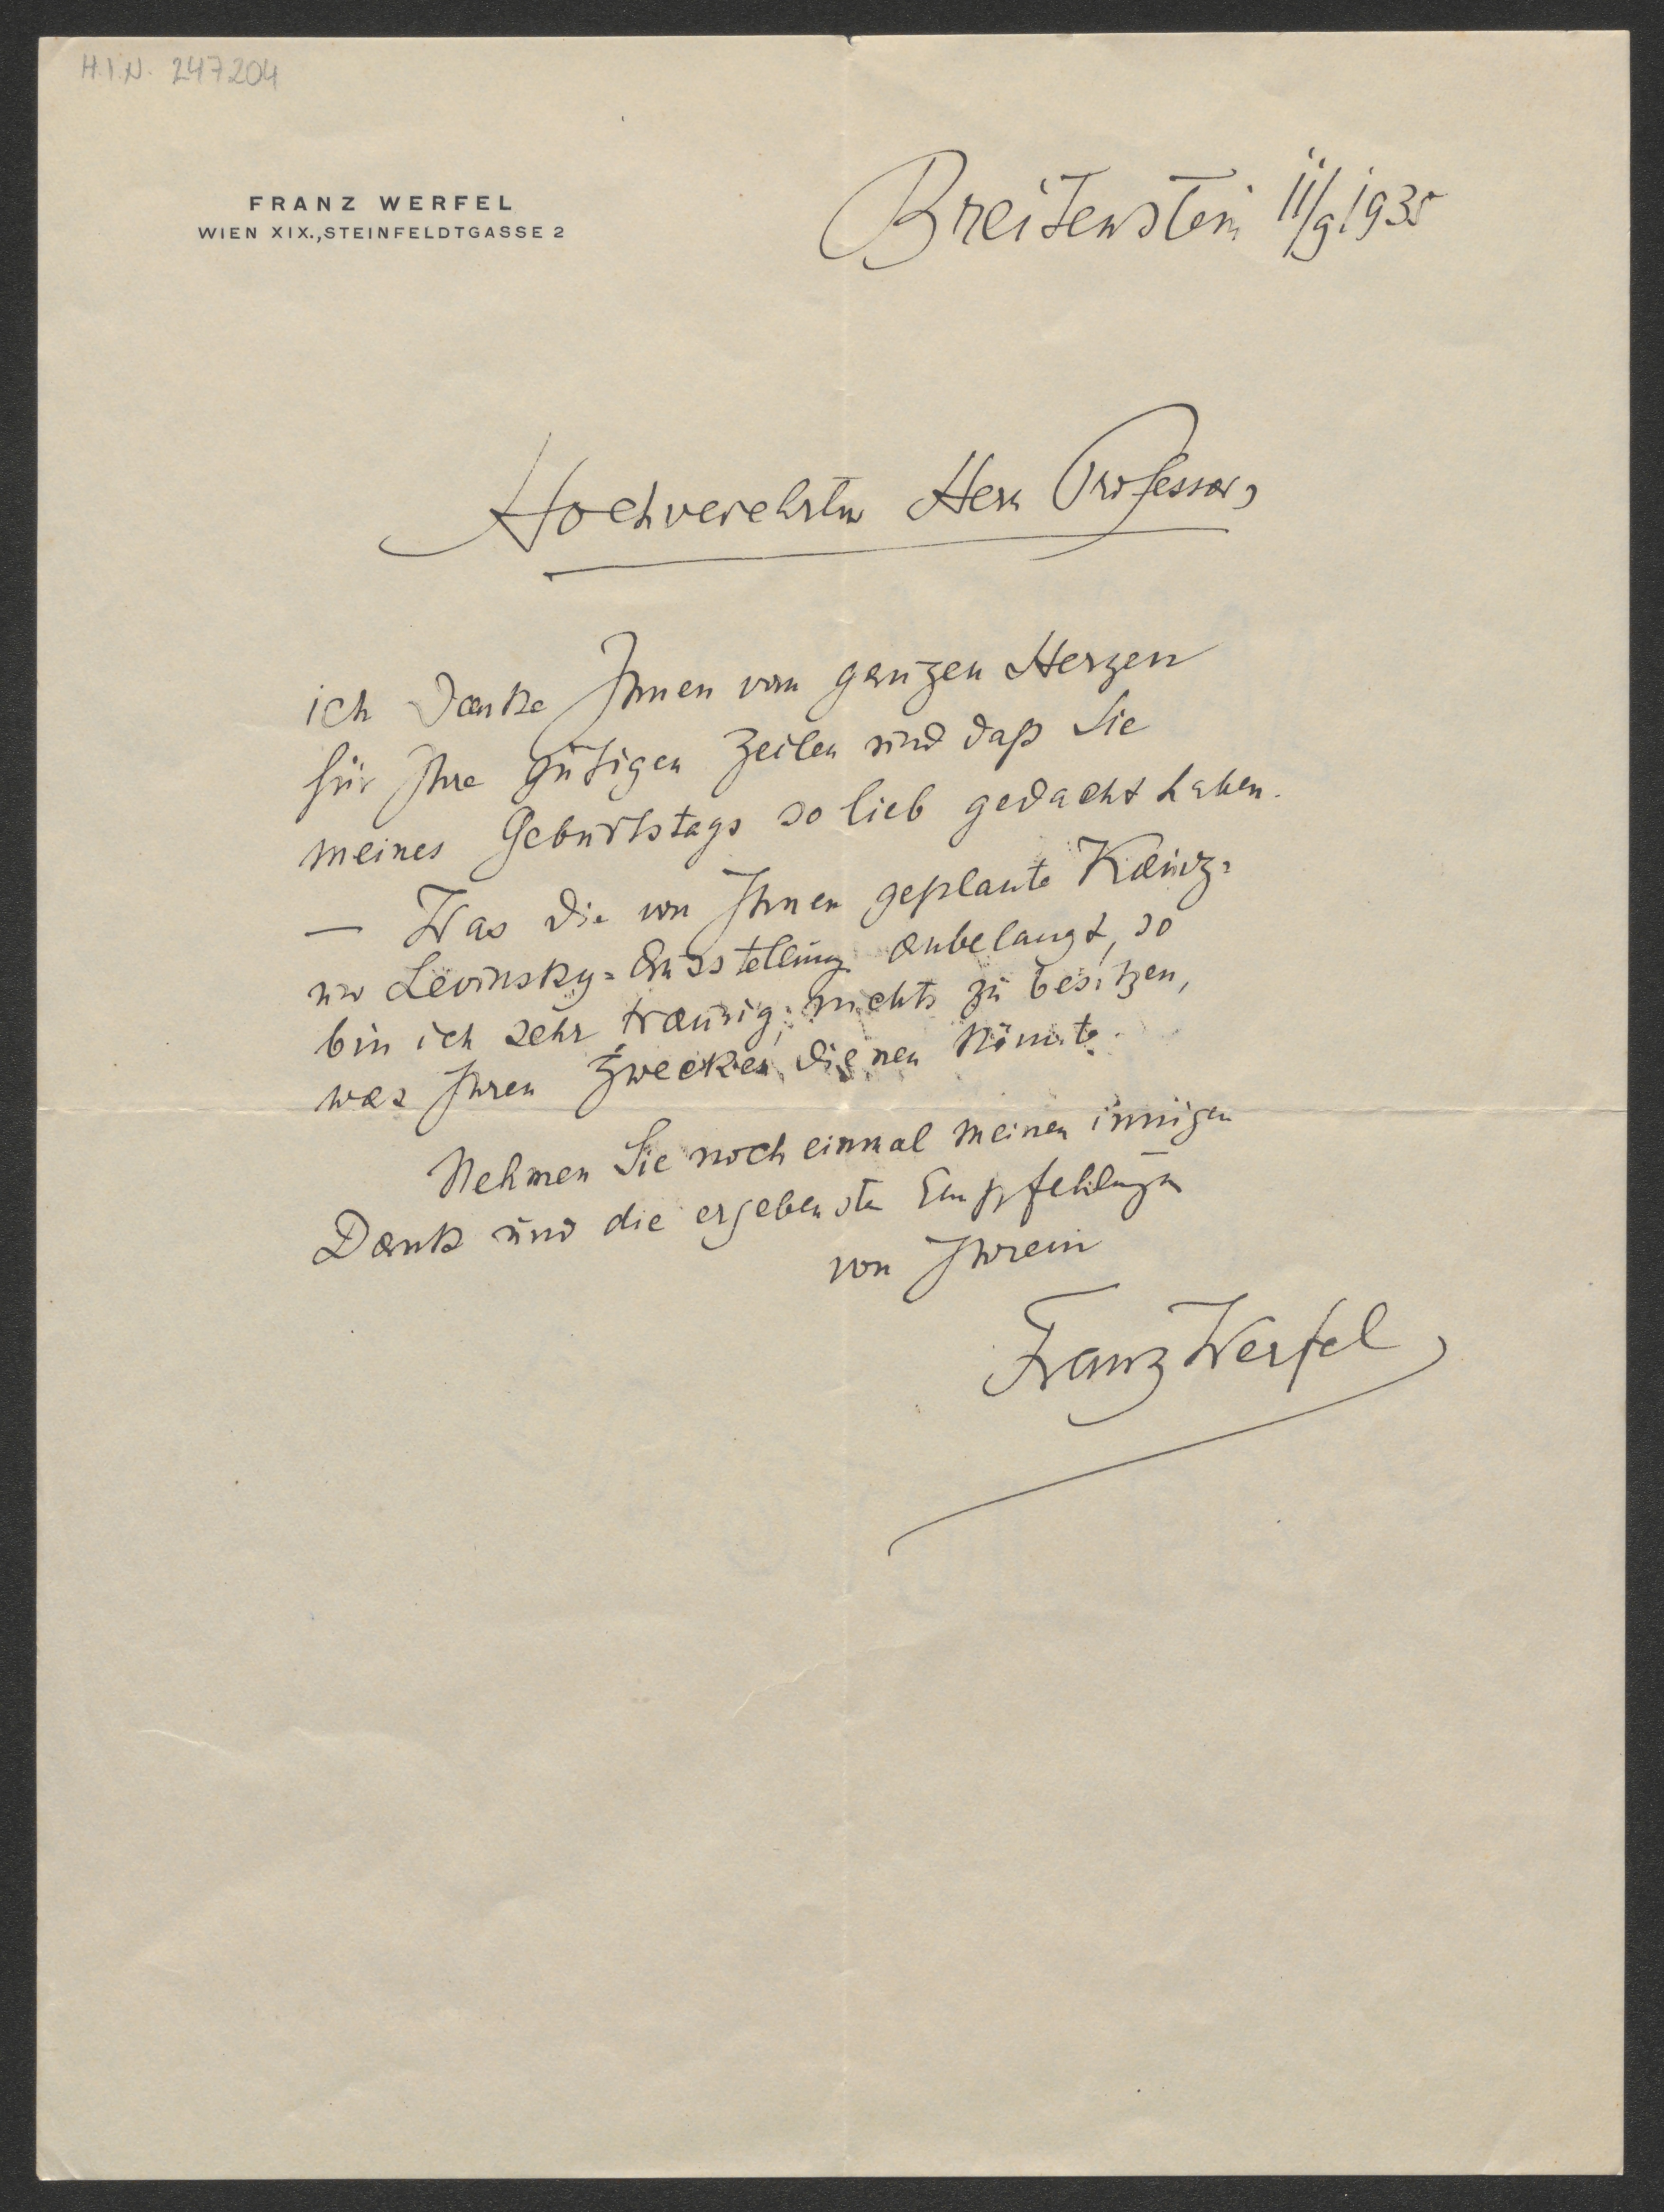 H.I.N. 247204
FRANZ WERFEL
WIEN XIX., STEINFELDTGASSE 2
Breitenstein 11/9 1935
Hochverehrter Herr Professor,
ich danke Ihnen von ganzen Herzen
für Ihre gütigen Zeilen und daß Sie
meines Geburtstags so lieb gedacht haben.
— Was die von Ihnen geplante Kainz-
und Levinsky=Ausstellung anbelangt, so
bin ich sehr traurig, nichts zu besitzen,
was Ihren Zwecken dienen könnte.
Nehmen Sie noch einmal meinen innigen
Dank und die ergebensten Empfehlungen
von Ihrem
Franz Werfel